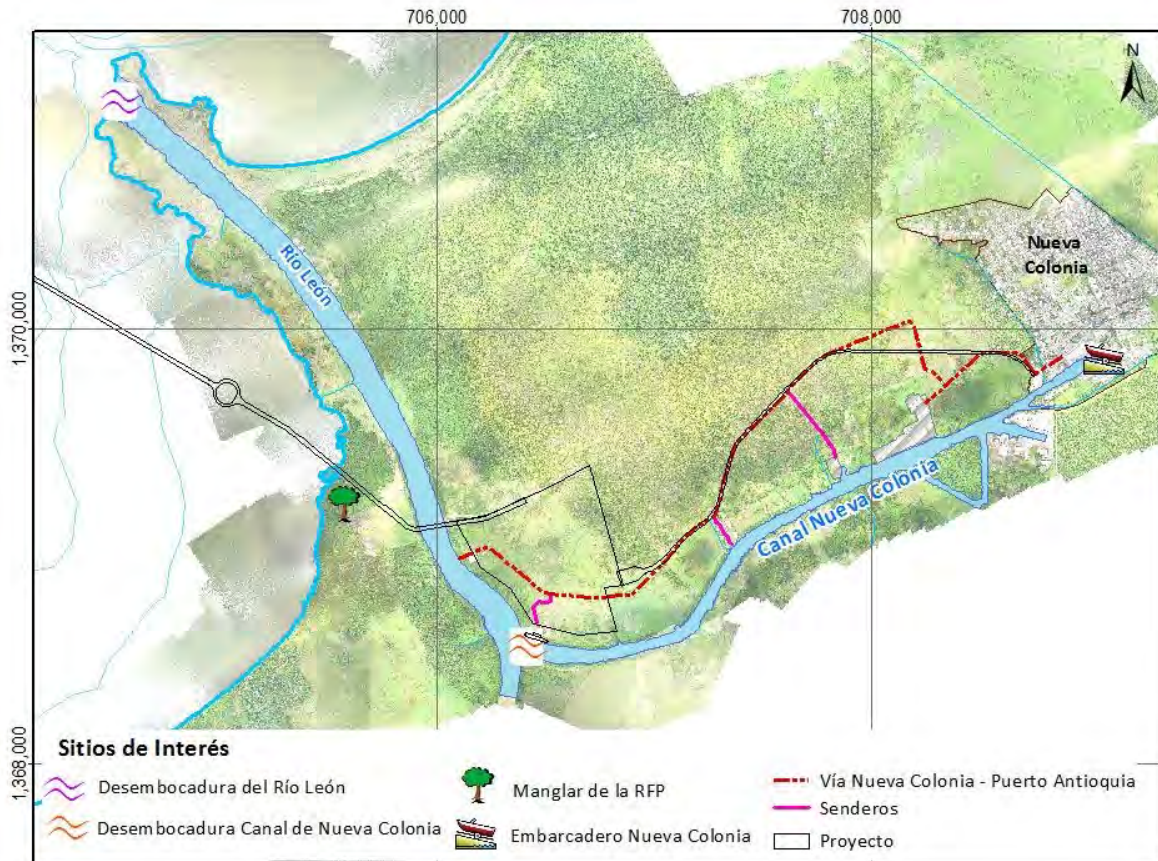 706,000
708,000
N
Nueva
Colonia
Río León
1,370,000
Canal Nueva Colonia
1,368,000
Sitios de Interés
Desembocadura del Río León
Manglar de la RFP
Vía Nueva Colonia - Puerto Antioquia
Senderos
Desembocadura Canal de Nueva Colonia
Embarcadero Nueva Colonia
Proyecto